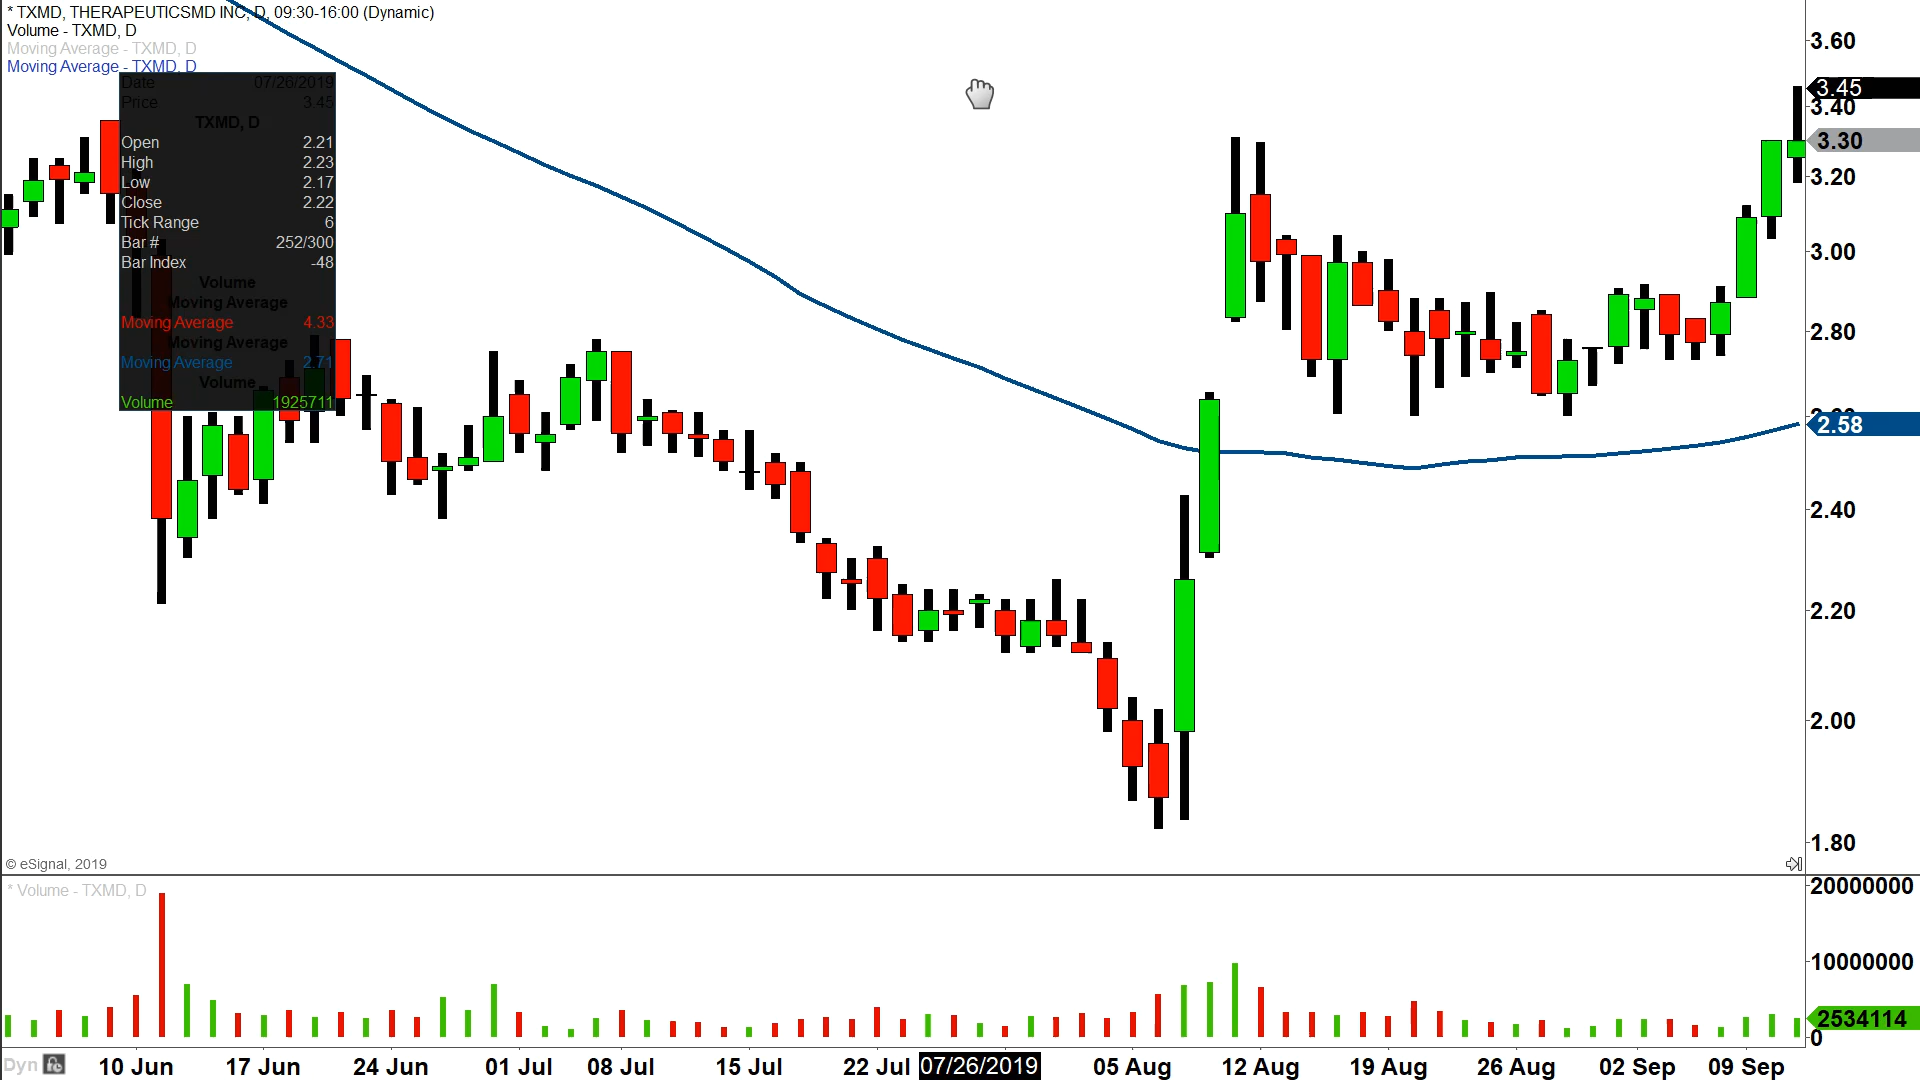 * TXMD, THERAPEUTICSMD INC, D, 09:30-16:00 (Dynamic)
Volume - TXMD, D
Moving Average - TXMD, D
Moving Average - TXMD, D
Date 07/26/2019
Price 3.45
TXMD, D
Open 2.21
High 2.23
Low 2.17
Close 2.22
Tick Range 6
Bar # 252/300
Bar Index -48
Volume
Moving Average
Moving Average 4.33
Moving Average
Moving Average 2.71
Volume
Volume 1925711
3.60
3.45
3.40
3.30
3.20
3.00
2.80
2.58
2.40
2.20
2.00
1.80
© eSignal, 2019
* Volume - TXMD, D
20000000
10000000
2534114
0
Dyn 10 Jun 17 Jun 24 Jun 01 Jul 08 Jul 15 Jul 22 Jul 07/26/2019 05 Aug 12 Aug 19 Aug 26 Aug 02 Sep 09 Sep